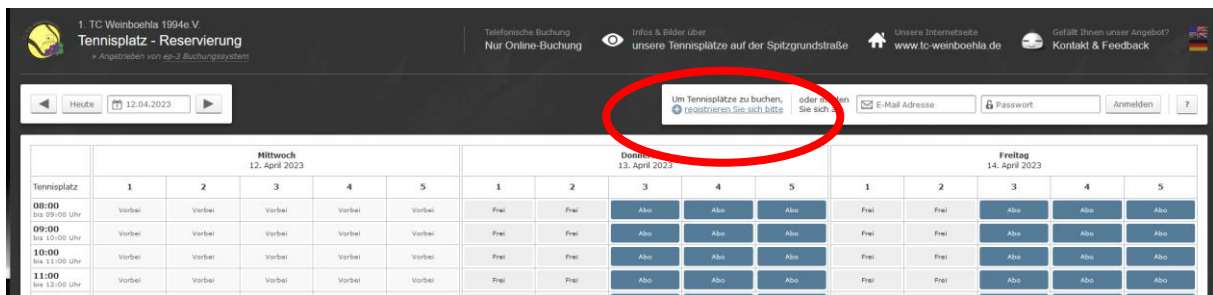 1. TC Weinboehla 1994e.V.
Tennisplatz - Reservierung
» Angetrieben von ep-3 Buchungssystem
Telefonische Buchung
Nur Online-Buchung
Infos & Bilder über
unsere Tennisplätze auf der Spitzgrundstraße
Unsere Internetseite
www.tc-weinboehla.de
Gefällt Ihnen unser Angebot?
Kontakt & Feedback
Heute 12.04.2023
Um Tennisplätze zu buchen,
registrieren Sie sich bitte
oder
Sie sich
E-Mail Adresse Passwort Anmelden ?
Mittwoch
12. April 2023
13. April 2023
Freitag
14. April 2023
Tennisplatz 1 2 3 4 5 1 2 3 4 5 1 2 3 4 5
08:00 Vorbei Vorbei Vorbei Vorbei Vorbei Frei Frei Abo Abo Abo Frei Frei Abo Abo Abo
bis 09:00 Uhr
09:00 Vorbei Vorbei Vorbei Vorbei Vorbei Frei Frei Abo Abo Abo Frei Frei Abo Abo Abo
bis 10:00 Uhr
10:00 Vorbei Vorbei Vorbei Vorbei Vorbei Frei Frei Abo Abo Abo Frei Frei Abo Abo Abo
bis 11:00 Uhr
11:00 Vorbei Vorbei Vorbei Vorbei Vorbei Frei Frei Abo Abo Abo Frei Frei Abo Abo Abo
bis 12:00 Uhr